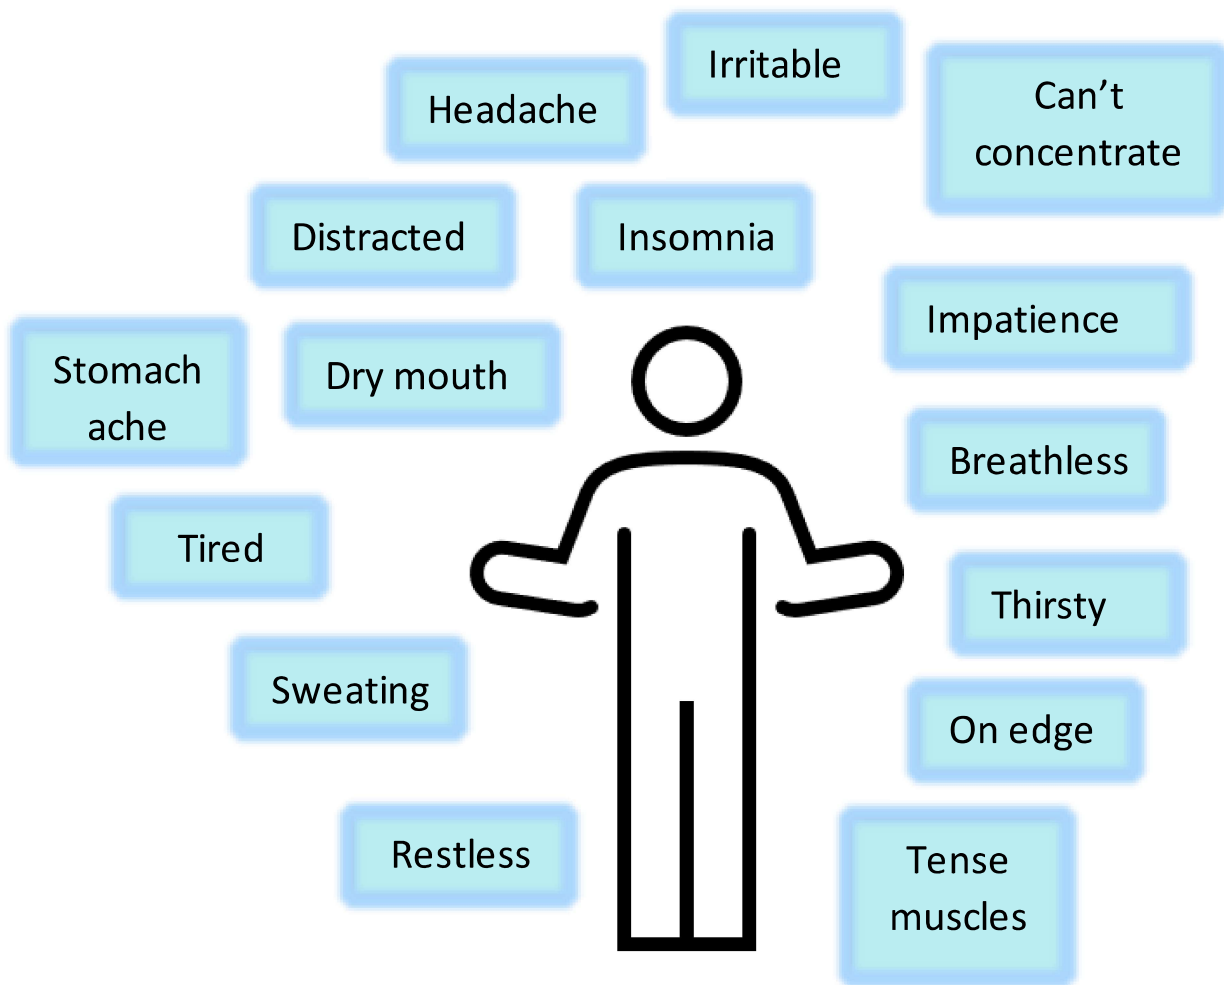 Irritable
Headache
Can’t
concentrate
Distracted
Insomnia
Impatience
Stomach
ache
Dry mouth
Breathless
Tired
Thirsty
Sweating
On edge
Restless
Tense
muscles